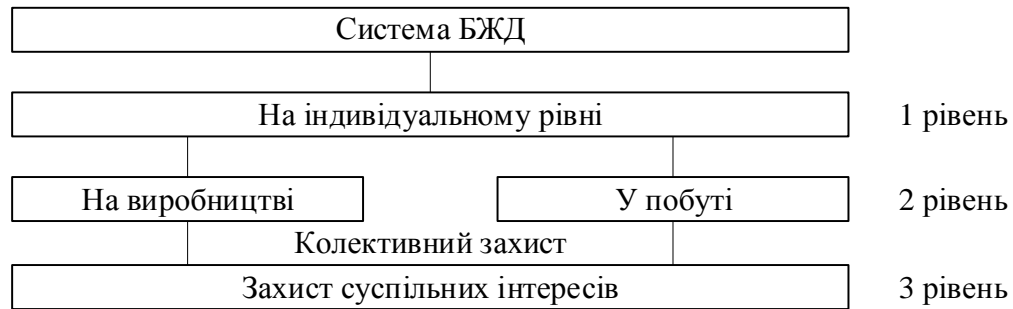 Система БЖД
На індивідуальному рівні 1 рівень
На виробництві У побуті 2 рівень
Колективний захист
Захист суспільних інтересів 3 рівень